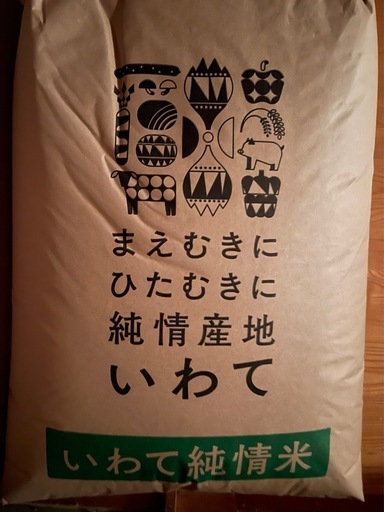 まえむきに
ひたむきに
純情産地
いわて
いわて純情米